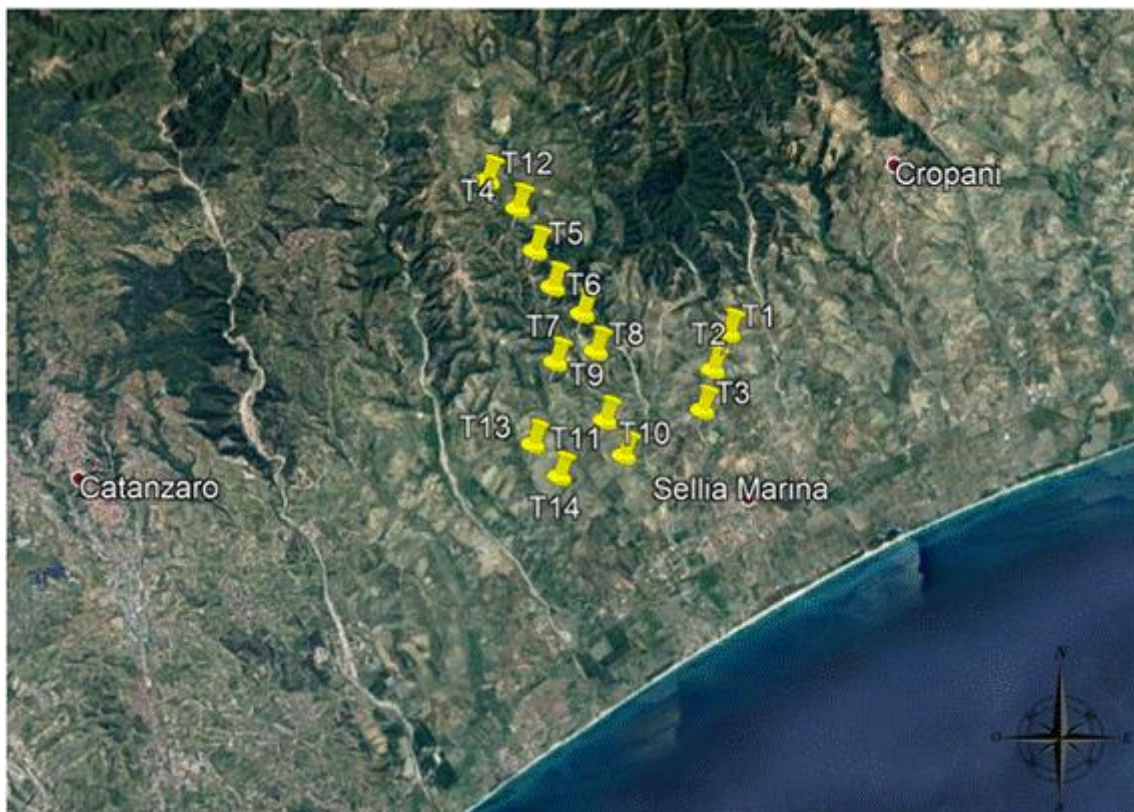 T12
Cropani
T4
T5
T6
T1
T7
T8
T2
T9
T3
T13
T11
T10
Catanzaro
Sellia Marina
T14
N
O
E